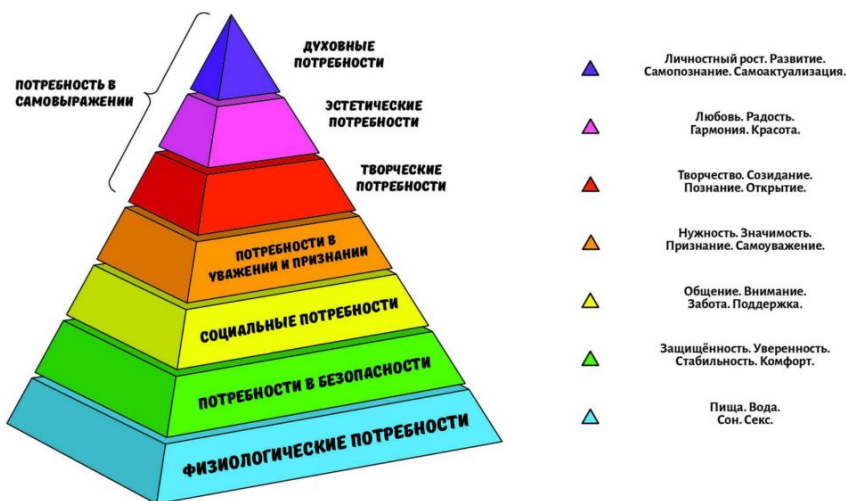 ДУХОВНЫЕ
ПОТРЕБНОСТИ
ПОТРЕБНОСТЬ В
САМОВЫРАЖЕНИИ
ЭСТЕТИЧЕСКИЕ
ПОТРЕБНОСТИ
ТВОРЧЕСКИЕ
ПОТРЕБНОСТИ
ПОТРЕБНОСТИ В
УВАЖЕНИИ И ПРИЗНАНИИ
СОЦИАЛЬНЫЕ ПОТРЕБНОСТИ
ПОТРЕБНОСТИ В БЕЗОПАСНОСТИ
ФИЗИОЛОГИЧЕСКИЕ ПОТРЕБНОСТИ
Личностный рост. Развитие.
Самопознание. Самоактуализация.
Любовь. Радость.
Гармония. Красота.
Творчество. Созидание.
Познание. Открытие.
Нужность. Значимость.
Признание. Самоуважение.
Общение. Внимание.
Забота. Поддержка.
Защищённость. Уверенность.
Стабильность. Комфорт.
Пища. Вода.
Сон. Секс.